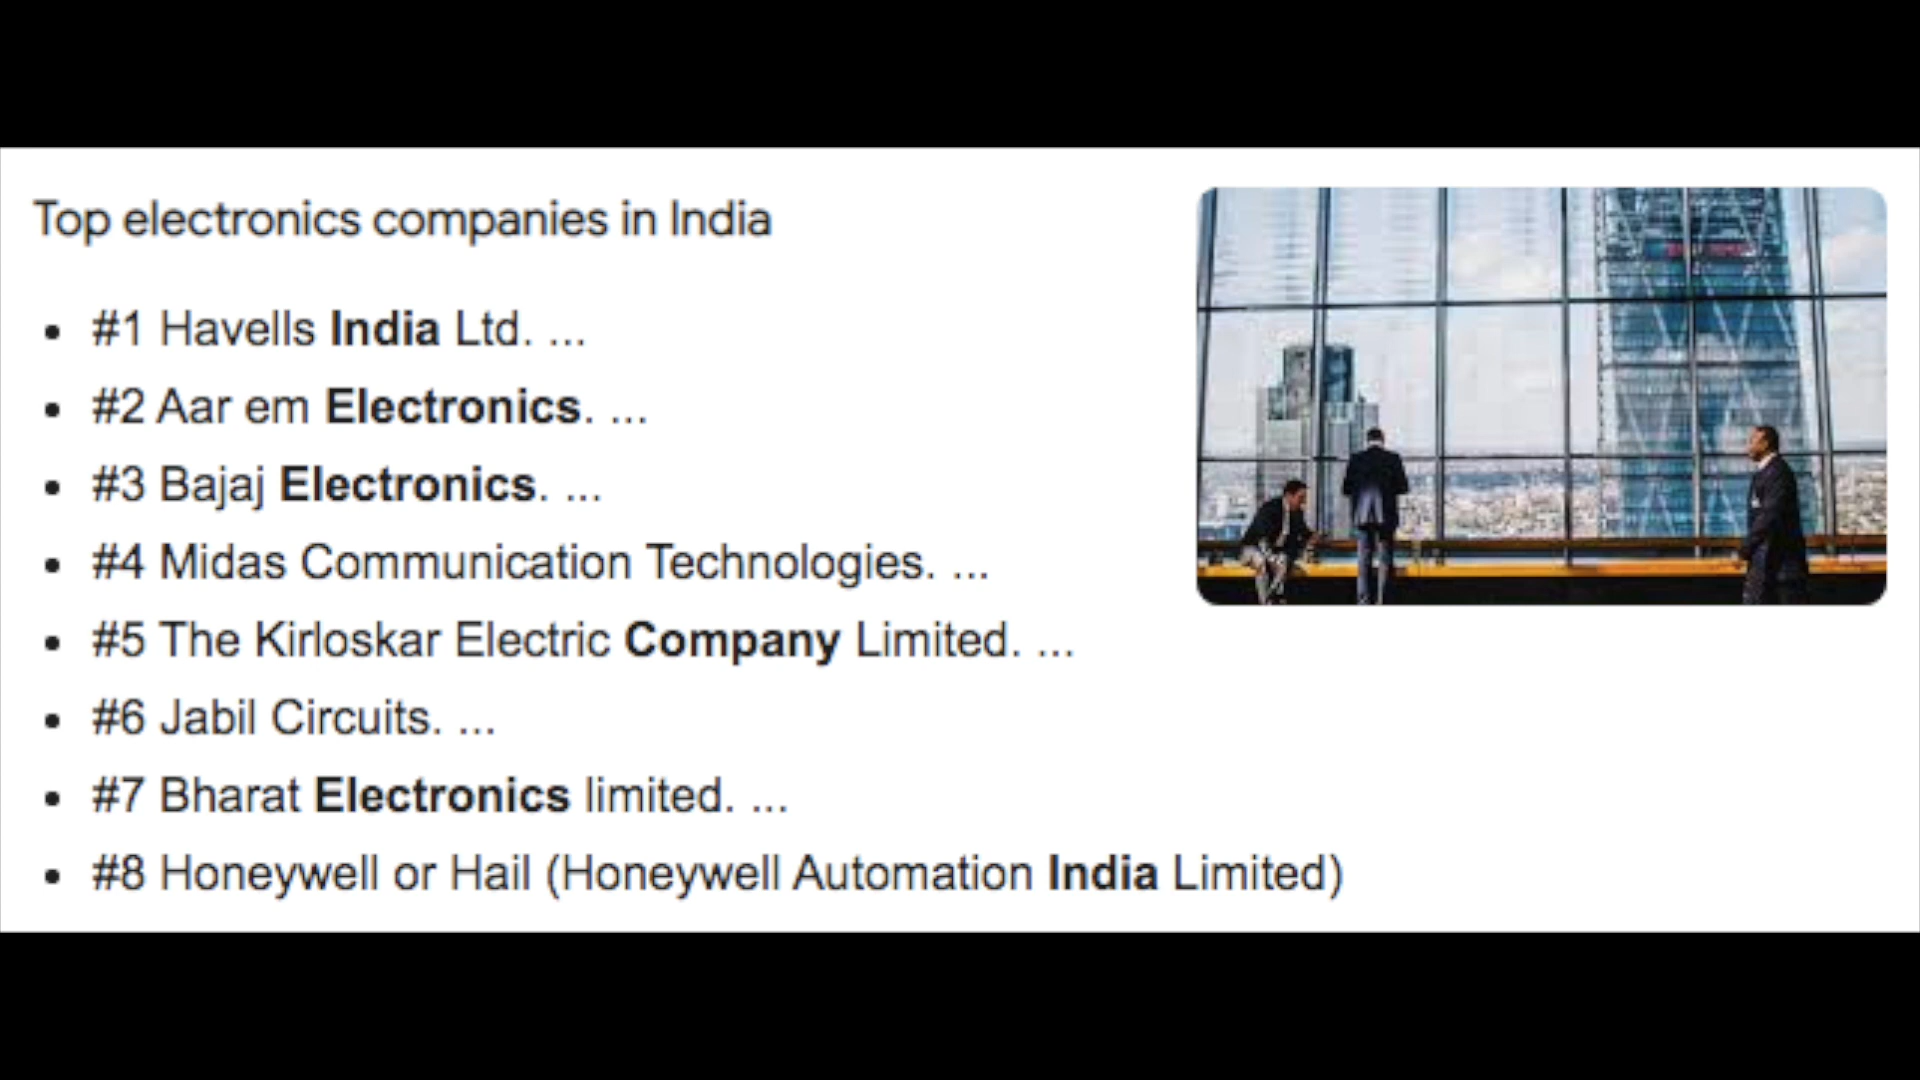 Top electronics companies in India
• #1 Havells India Ltd. ...
• #2 Aar em Electronics. ...
• #3 Bajaj Electronics. ...
• #4 Midas Communication Technologies. ...
• #5 The Kirloskar Electric Company Limited. ...
• #6 Jabil Circuits. ...
• #7 Bharat Electronics limited. ...
• #8 Honeywell or Hail (Honeywell Automation India Limited)